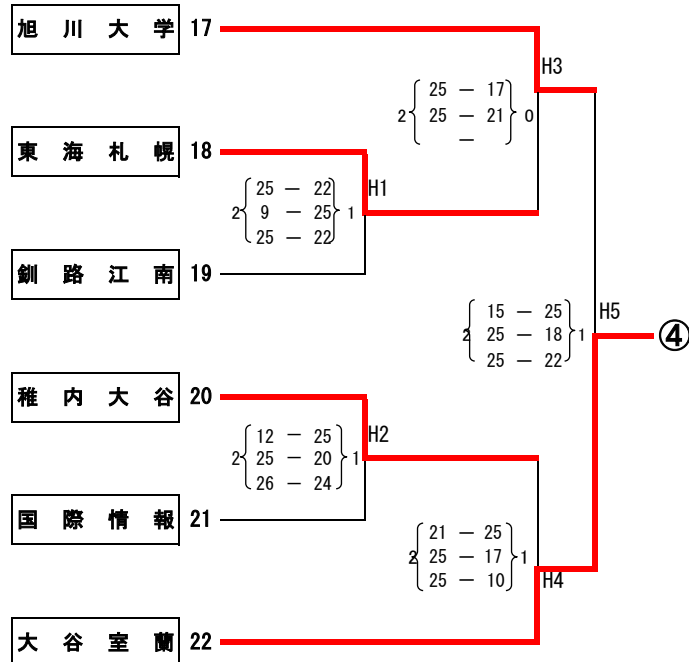 旭川大学 17
H3
25 － 17
2 25 － 21 0
－
東海札幌 18
H1
25 － 22
2 9 － 25 1
25 － 22
釧路江南 19
H5
15 － 25
2 25 － 18 1
25 － 22
④
稚内大谷 20
H2
12 － 25
2 25 － 20 1
26 － 24
国際情報 21
21 － 25
2 25 － 17 1
25 － 10
H4
大谷室蘭 22